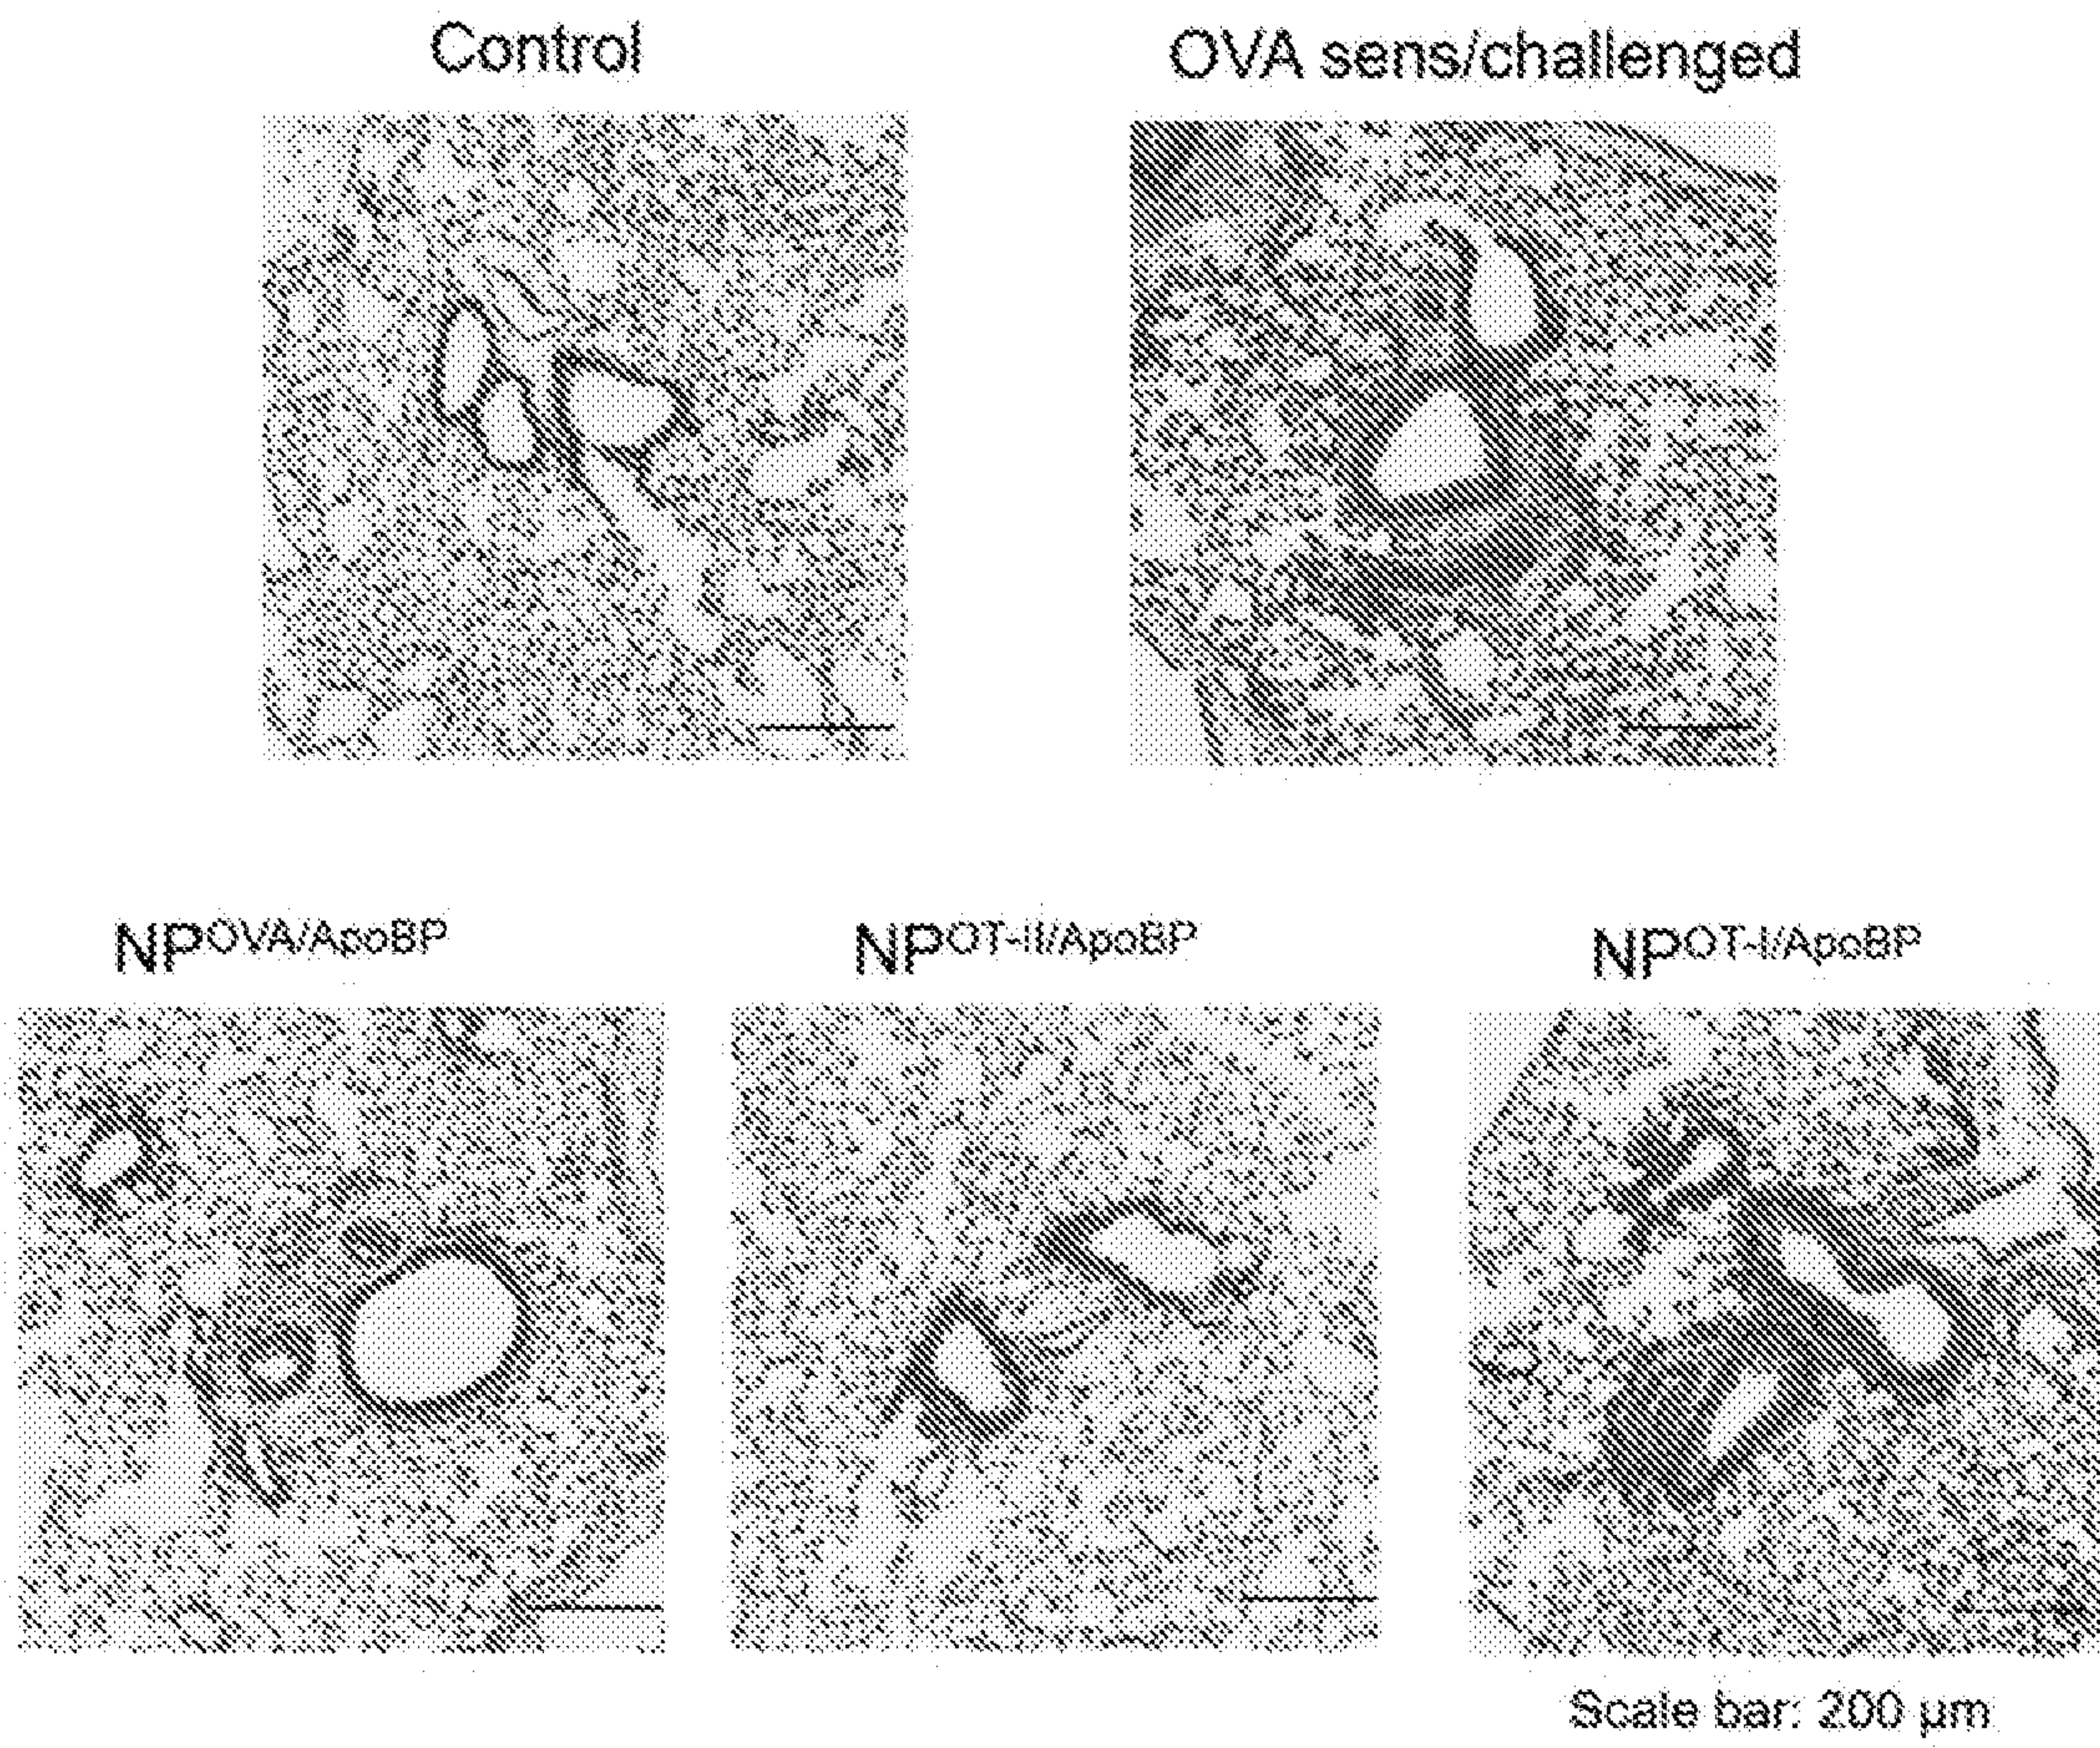 Control
OVA sens/challenged
NPOVA/ApoBP
NPOT-II/ApoBP
NPOT-I/ApoBP
Scale bar: 200 µm